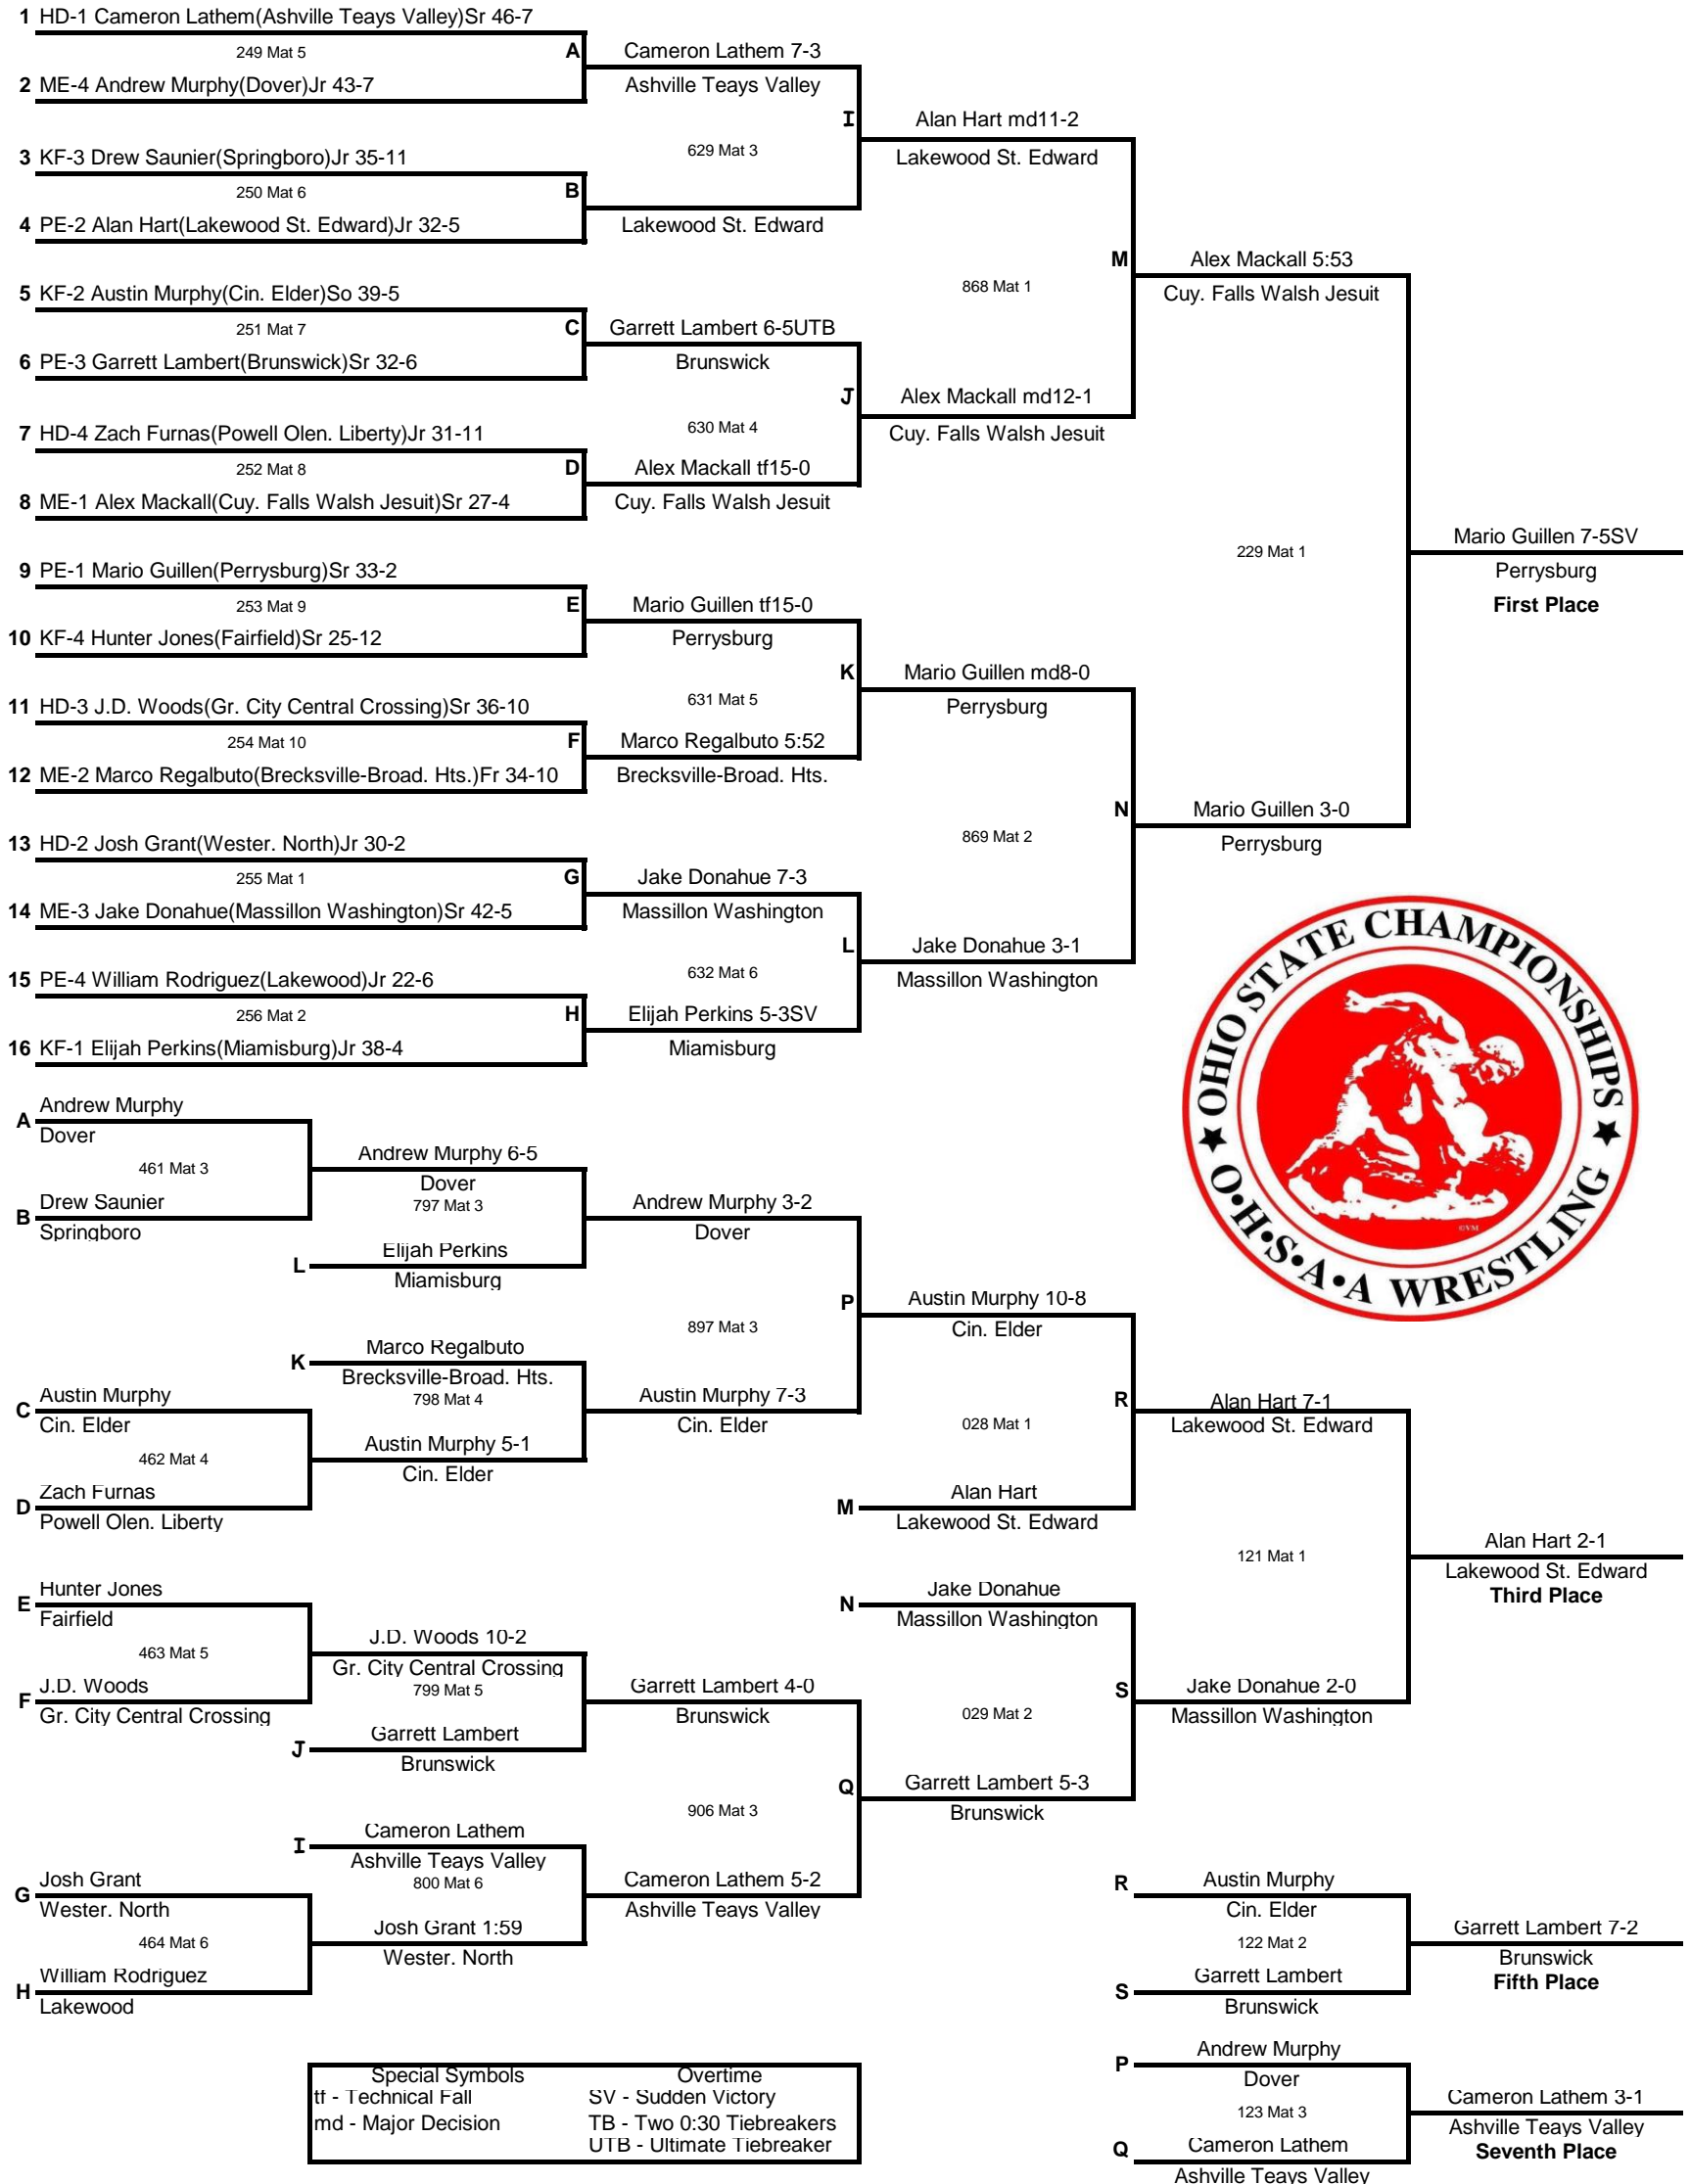 1 HD-1 Cameron Lathem(Ashville Teays Valley)Sr 46-7
249 Mat 5
A
2 ME-4 Andrew Murphy(Dover)Jr 43-7
Cameron Lathem 7-3
Ashville Teays Valley
3 KF-3 Drew Saunier(Springboro)Jr 35-11
250 Mat 6
B
4 PE-2 Alan Hart(Lakewood St. Edward)Jr 32-5
Lakewood St. Edward
629 Mat 3
I
Alan Hart md11-2
Lakewood St. Edward
5 KF-2 Austin Murphy(Cin. Elder)So 39-5
251 Mat 7
C
6 PE-3 Garrett Lambert(Brunswick)Sr 32-6
Garrett Lambert 6-5UTB
Brunswick
7 HD-4 Zach Furnas(Powell Olen. Liberty)Jr 31-11
252 Mat 8
D
8 ME-1 Alex Mackall(Cuy. Falls Walsh Jesuit)Sr 27-4
Alex Mackall tf15-0
Cuy. Falls Walsh Jesuit
630 Mat 4
J
Alex Mackall md12-1
Cuy. Falls Walsh Jesuit
868 Mat 1
M
Alex Mackall 5:53
Cuy. Falls Walsh Jesuit
9 PE-1 Mario Guillen(Perrysburg)Sr 33-2
253 Mat 9
E
10 KF-4 Hunter Jones(Fairfield)Sr 25-12
Mario Guillen tf15-0
Perrysburg
11 HD-3 J.D. Woods(Gr. City Central Crossing)Sr 36-10
254 Mat 10
F
12 ME-2 Marco Regalbuto(Brecksville-Broad. Hts.)Fr 34-10
Marco Regalbuto 5:52
Brecksville-Broad. Hts.
631 Mat 5
K
Mario Guillen md8-0
Perrysburg
13 HD-2 Josh Grant(Wester. North)Jr 30-2
255 Mat 1
G
14 ME-3 Jake Donahue(Massillon Washington)Sr 42-5
Jake Donahue 7-3
Massillon Washington
15 PE-4 William Rodriguez(Lakewood)Jr 22-6
256 Mat 2
H
16 KF-1 Elijah Perkins(Miamisburg)Jr 38-4
Elijah Perkins 5-3SV
Miamisburg
632 Mat 6
L
Jake Donahue 3-1
Massillon Washington
869 Mat 2
N
Mario Guillen 3-0
Perrysburg
229 Mat 1
Mario Guillen 7-5SV
Perrysburg
First Place
★ OHIO STATE CHAMPIONSHIPS ★
O•H•S•A•A WRESTLING
©VM
A
Andrew Murphy
Dover
461 Mat 3
B
Drew Saunier
Springboro
Andrew Murphy 6-5
Dover
797 Mat 3
L
Elijah Perkins
Miamisburg
Andrew Murphy 3-2
Dover
K
Marco Regalbuto
Brecksville-Broad. Hts.
798 Mat 4
C
Austin Murphy
Cin. Elder
462 Mat 4
D
Zach Furnas
Powell Olen. Liberty
Austin Murphy 5-1
Cin. Elder
Austin Murphy 7-3
Cin. Elder
897 Mat 3
P
Austin Murphy 10-8
Cin. Elder
028 Mat 1
M
Alan Hart
Lakewood St. Edward
R
Alan Hart 7-1
Lakewood St. Edward
E
Hunter Jones
Fairfield
463 Mat 5
F
J.D. Woods
Gr. City Central Crossing
J.D. Woods 10-2
Gr. City Central Crossing
799 Mat 5
J
Garrett Lambert
Brunswick
Garrett Lambert 4-0
Brunswick
I
Cameron Lathem
Ashville Teays Valley
800 Mat 6
G
Josh Grant
Wester. North
464 Mat 6
H
William Rodriguez
Lakewood
Josh Grant 1:59
Wester. North
Cameron Lathem 5-2
Ashville Teays Valley
906 Mat 3
Q
Garrett Lambert 5-3
Brunswick
N
Jake Donahue
Massillon Washington
029 Mat 2
S
Jake Donahue 2-0
Massillon Washington
121 Mat 1
Alan Hart 2-1
Lakewood St. Edward
Third Place
R
Austin Murphy
Cin. Elder
122 Mat 2
S
Garrett Lambert
Brunswick
Garrett Lambert 7-2
Brunswick
Fifth Place
P
Andrew Murphy
Dover
123 Mat 3
Q
Cameron Lathem
Ashville Teays Valley
Cameron Lathem 3-1
Ashville Teays Valley
Seventh Place
Special Symbols
tf - Technical Fall
md - Major Decision
Overtime
SV - Sudden Victory
TB - Two 0:30 Tiebreakers
UTB - Ultimate Tiebreaker